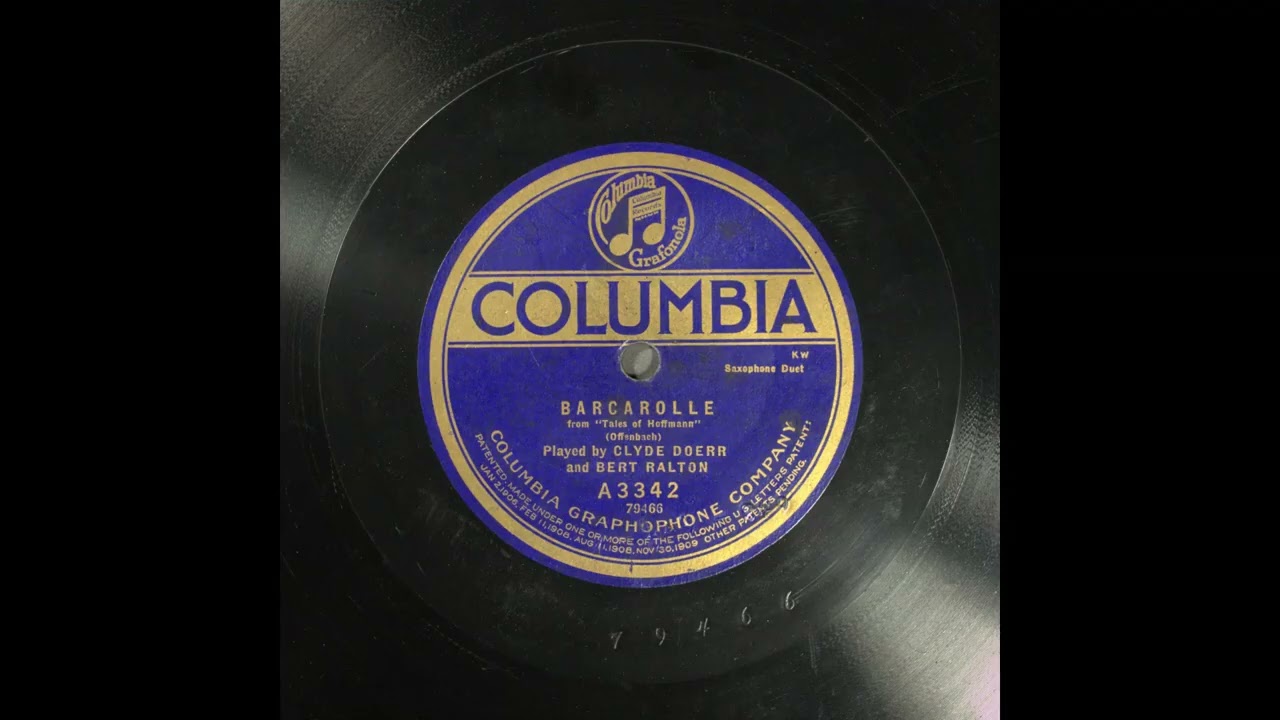 Columbia
Columbia
Records
Grafonola
COLUMBIA
KW
Saxophone Duet
BARCAROLLE
from "Tales of Hoffmann"
(Offenbach)
Played by CLYDE DOERR
and BERT RALTON
A3342
79466
COLUMBIA GRAPHOPHONE COMPANY
PATENTED, MADE UNDER ONE OR MORE OF THE FOLLOWING U.S. LETTERS PATENT:
JAN 2, 1906, FEB 11, 1908, AUG 11, 1908, NOV 30, 1909 OTHER PATENTS PENDING.
79466